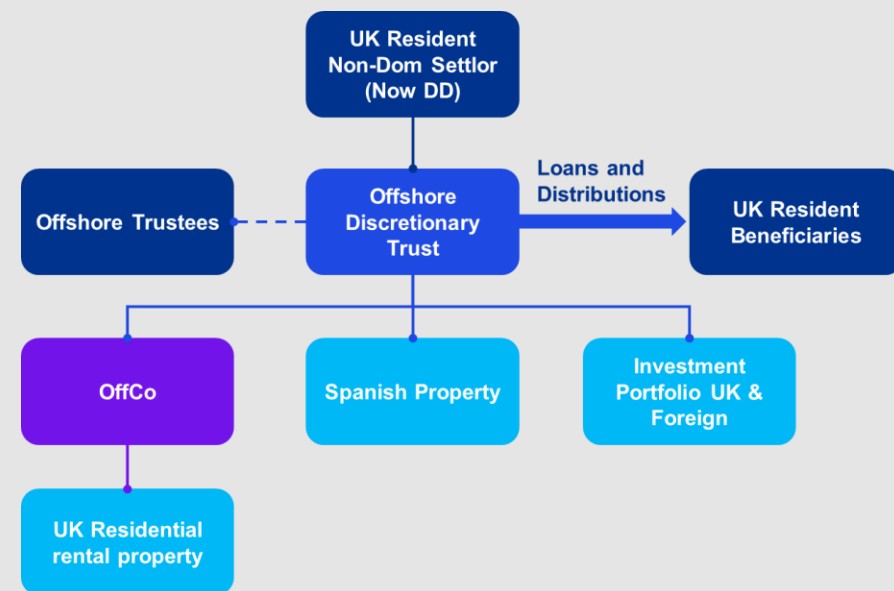 UK Resident
Non-Dom Settlor
(Now DD)
Offshore Trustees
Offshore
Discretionary
Trust
Loans and
Distributions
UK Resident
Beneficiaries
OffCo
Spanish Property
Investment
Portfolio UK &
Foreign
UK Residential
rental property